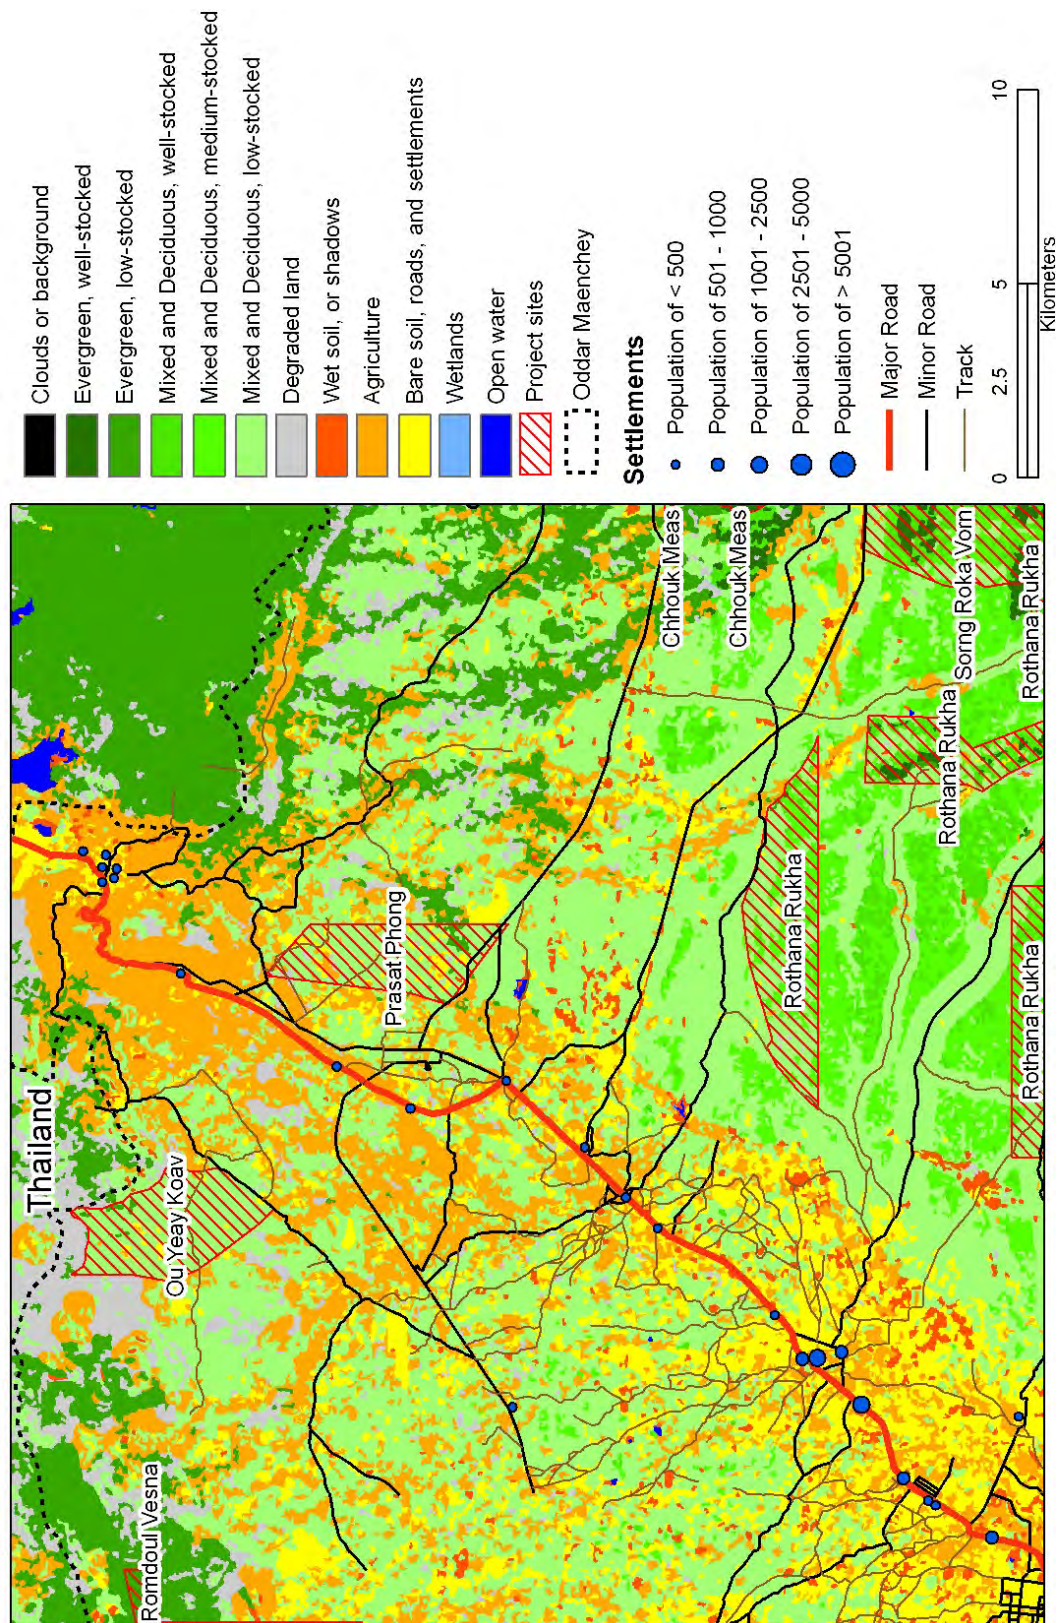 Thailand
Romdoul Vesna
Ou Yeay Koav
Prasat Phong
Chhouk Meas
Chhouk Meas
Rothana Rukha
Rothana Rukha
Sorng Roka Vorn
Rothana Rukha
Rothana Rukha
Clouds or background
Evergreen, well-stocked
Evergreen, low-stocked
Mixed and Deciduous, well-stocked
Mixed and Deciduous, medium-stocked
Mixed and Deciduous, low-stocked
Degraded land
Wet soil, or shadows
Agriculture
Bare soil, roads, and settlements
Wetlands
Open water
Project sites
Oddar Maenchey
Settlements
Population of < 500
Population of 501 - 1000
Population of 1001 - 2500
Population of 2501 - 5000
Population of > 5001
Major Road
Minor Road
Track
0 2.5 5 10
Kilometers